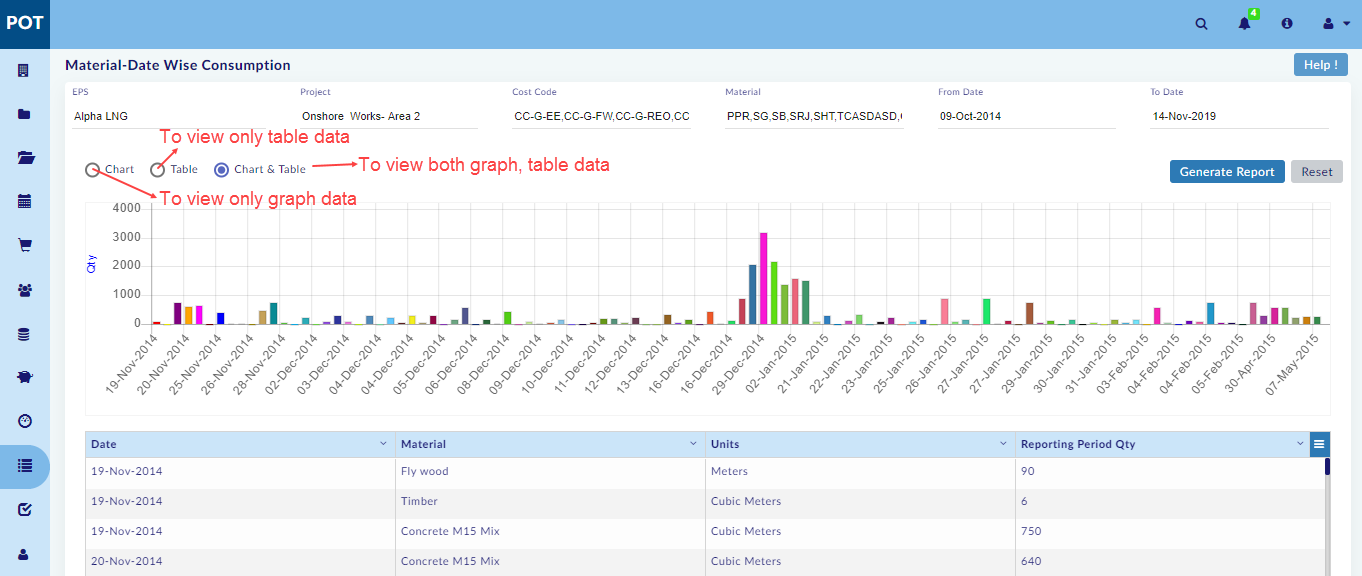 POT
4
Material-Date Wise Consumption
Help !
EPS Project Cost Code Material From Date To Date
Alpha LNG Onshore Works- Area 2 CC-G-EE,CC-G-FW,CC-G-REO,CC PPR,SG,SB,SRJ,SHT,TCASDASD, 09-Oct-2014 14-Nov-2019
To view only table data
Chart Table Chart & Table To view both graph, table data Generate Report Reset
To view only graph data
4000
3000
2000
1000
0
Qty
19-Nov-2014 20-Nov-2014 25-Nov-2014 26-Nov-2014 28-Nov-2014 02-Dec-2014 03-Dec-2014 04-Dec-2014 04-Dec-2014 05-Dec-2014 06-Dec-2014 08-Dec-2014 09-Dec-2014 10-Dec-2014 11-Dec-2014 12-Dec-2014 13-Dec-2014 16-Dec-2014 16-Dec-2014 29-Dec-2014 02-Jan-2015 21-Jan-2015 22-Jan-2015 23-Jan-2015 25-Jan-2015 26-Jan-2015 27-Jan-2015 27-Jan-2015 29-Jan-2015 30-Jan-2015 31-Jan-2015 03-Feb-2015 04-Feb-2015 04-Feb-2015 05-Feb-2015 30-Apr-2015 07-May-2015
Date Material Units Reporting Period Qty
19-Nov-2014 Fly wood Meters 90
19-Nov-2014 Timber Cubic Meters 6
19-Nov-2014 Concrete M15 Mix Cubic Meters 750
20-Nov-2014 Concrete M15 Mix Cubic Meters 640